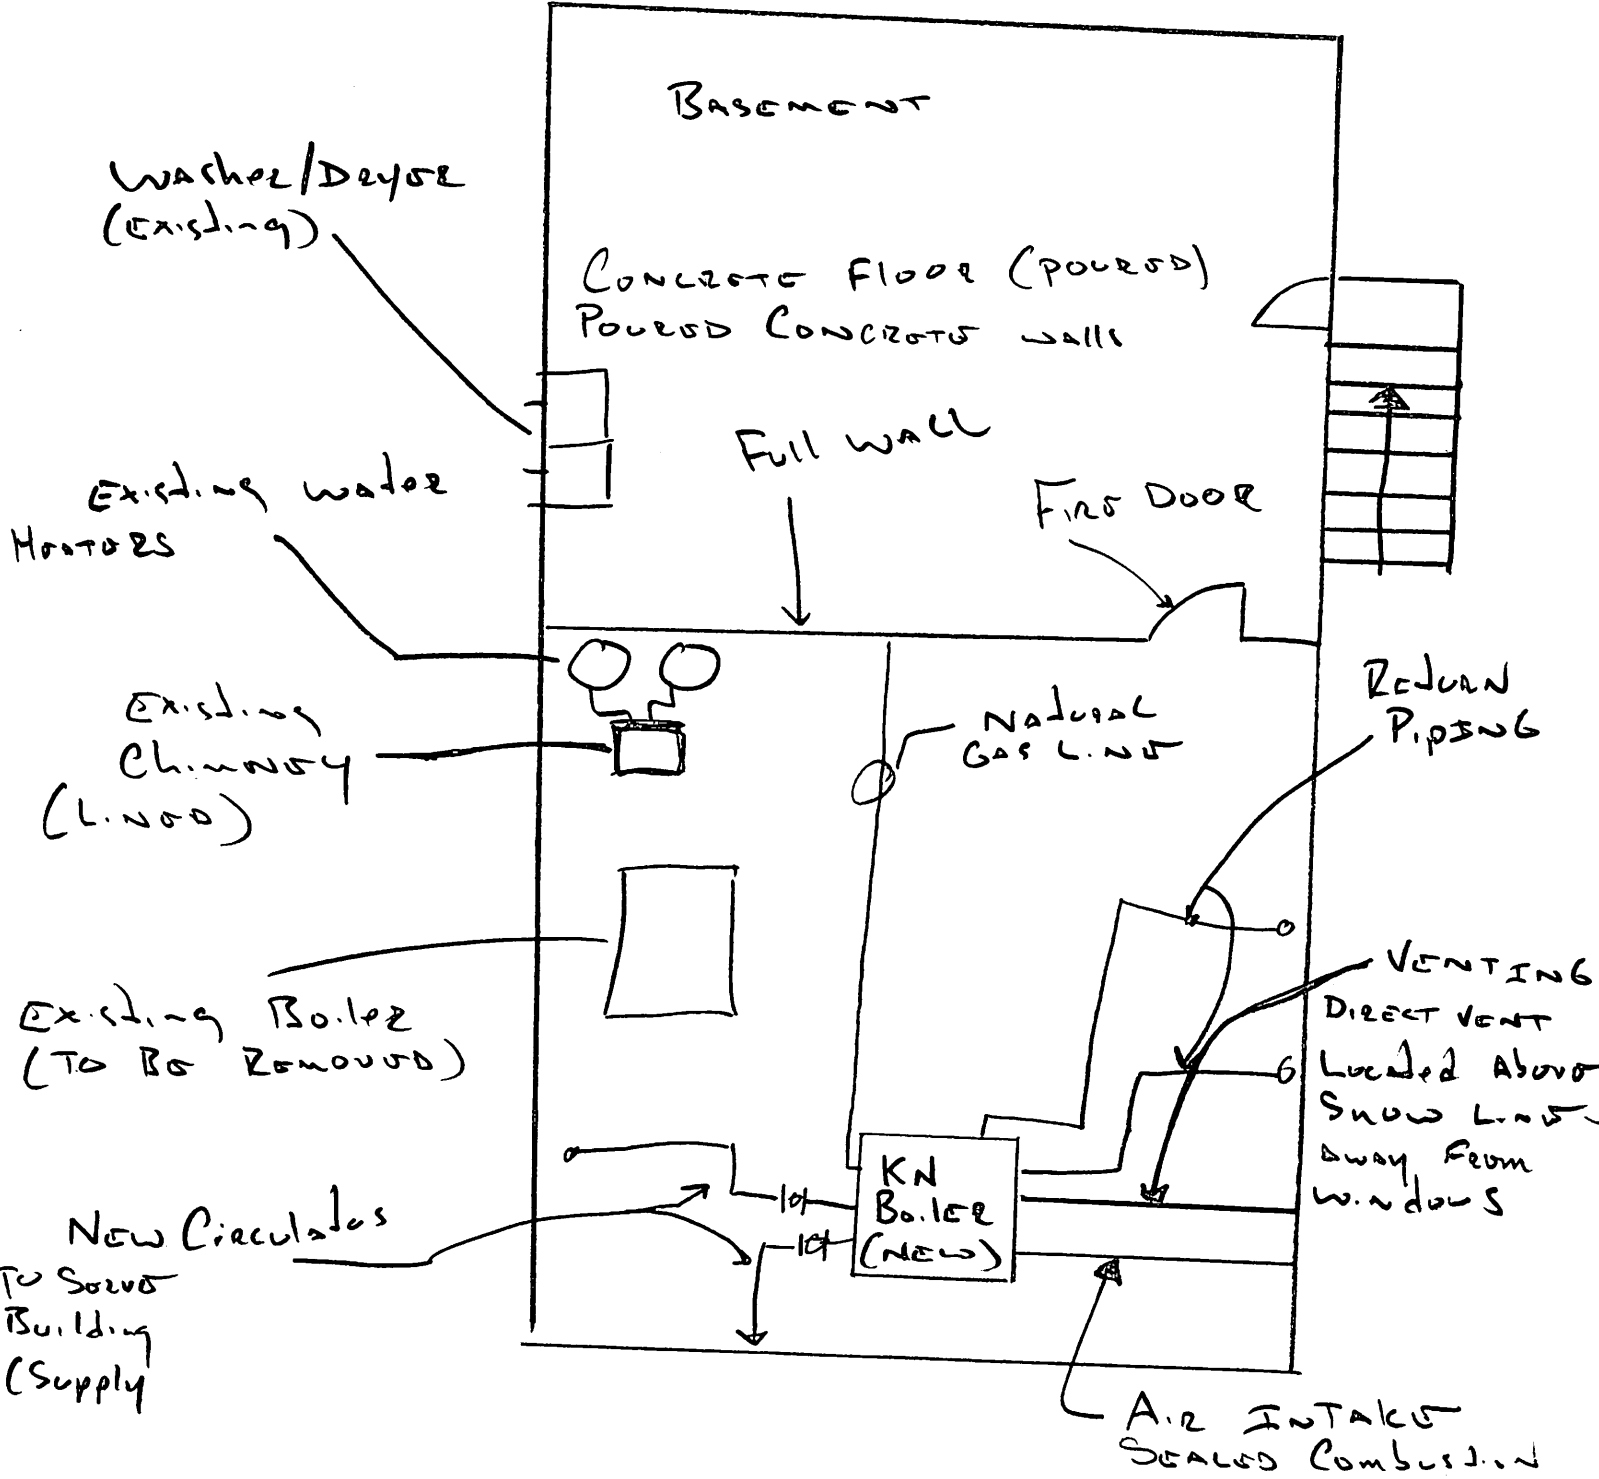 BASEMENT
Washer/Dryer
(Existing)
CONCRETE FLOOR (POURED)
POURED CONCRETE walls
Full WALL
FIRE DOOR
Existing Water
HEATERS
Existing
Chimney
(LINED)
NATURAL
GAS LINE
RETURN
PIPING
Existing Boiler
(TO BE REMOVED)
VENTING
DIRECT VENT
Located Above
Snow LINE-
Away From
Windows
KN
BoilER
(NEW)
NEW Circulators
TO Serve
Building
(Supply
AIR INTAKE
SEALED Combustion